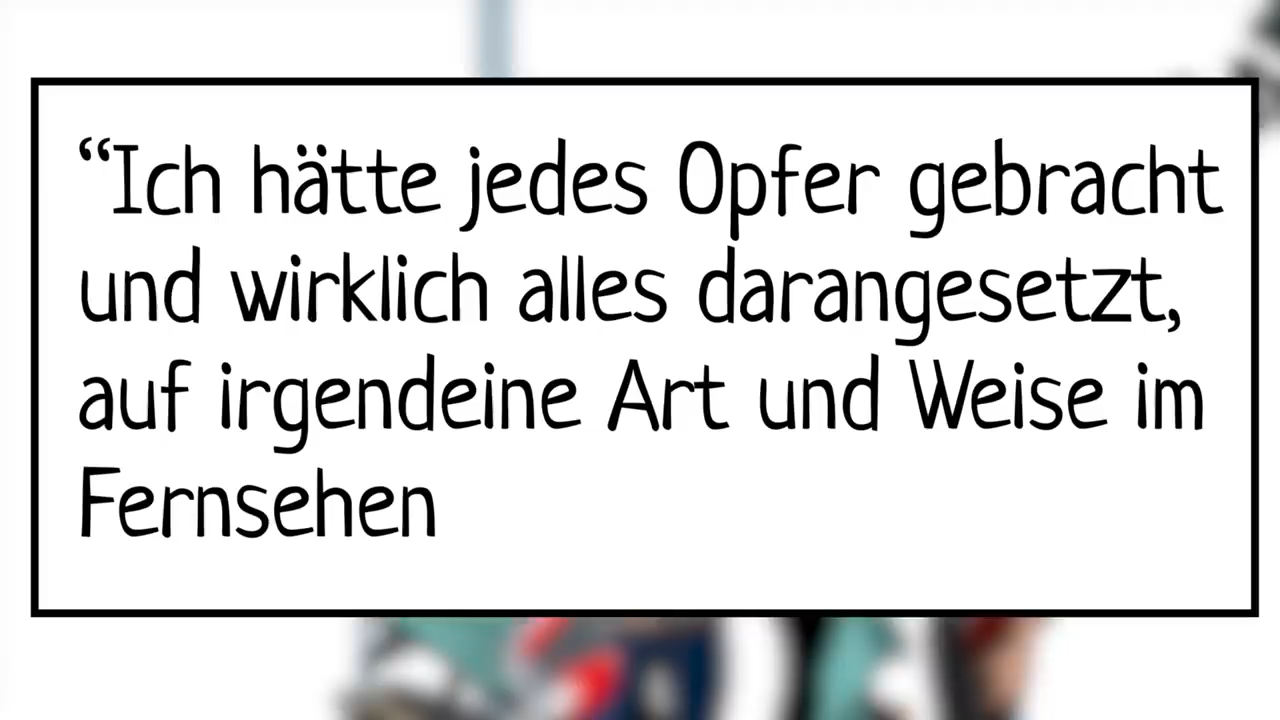 “Ich hätte jedes Opfer gebracht
und wirklich alles darangesetzt,
auf irgendeine Art und Weise im
Fernsehen